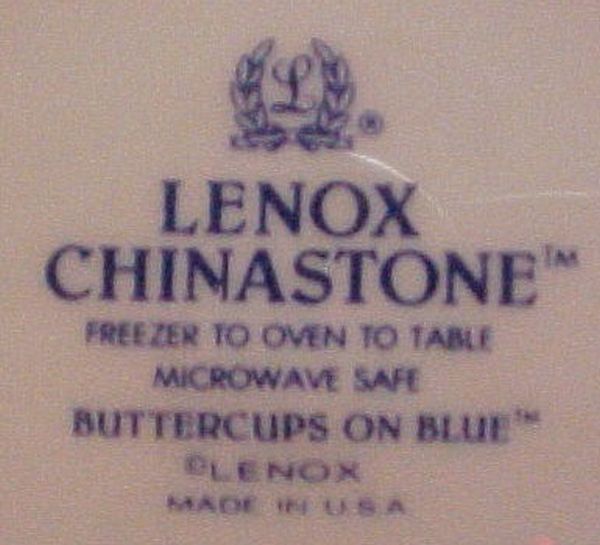 L ®
LENOX
CHINASTONE™
FREEZER TO OVEN TO TABLE
MICROWAVE SAFE
BUTTERCUPS ON BLUE™
©LENOX
MADE IN U.S.A.